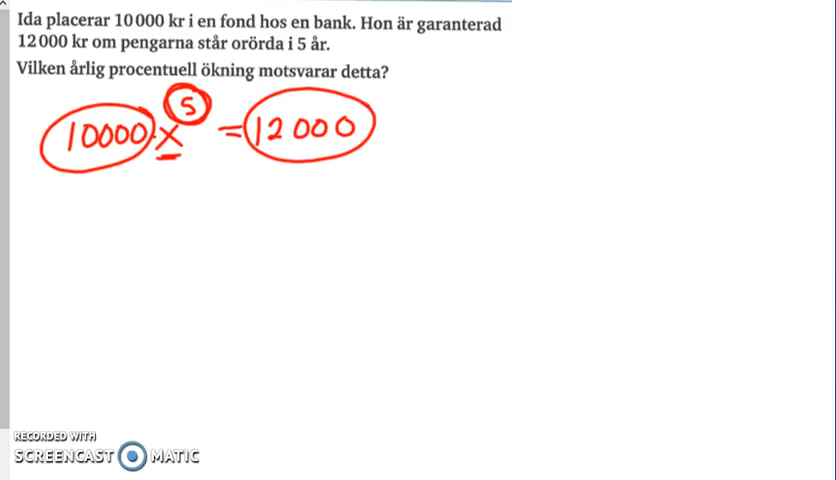 Ida placerar 10 000 kr i en fond hos en bank. Hon är garanterad
12 000 kr om pengarna står orörda i 5 år.
Vilken årlig procentuell ökning motsvarar detta?
10000 · x⁵ = 12 000
RECORDED WITH
SCREENCAST MATIC